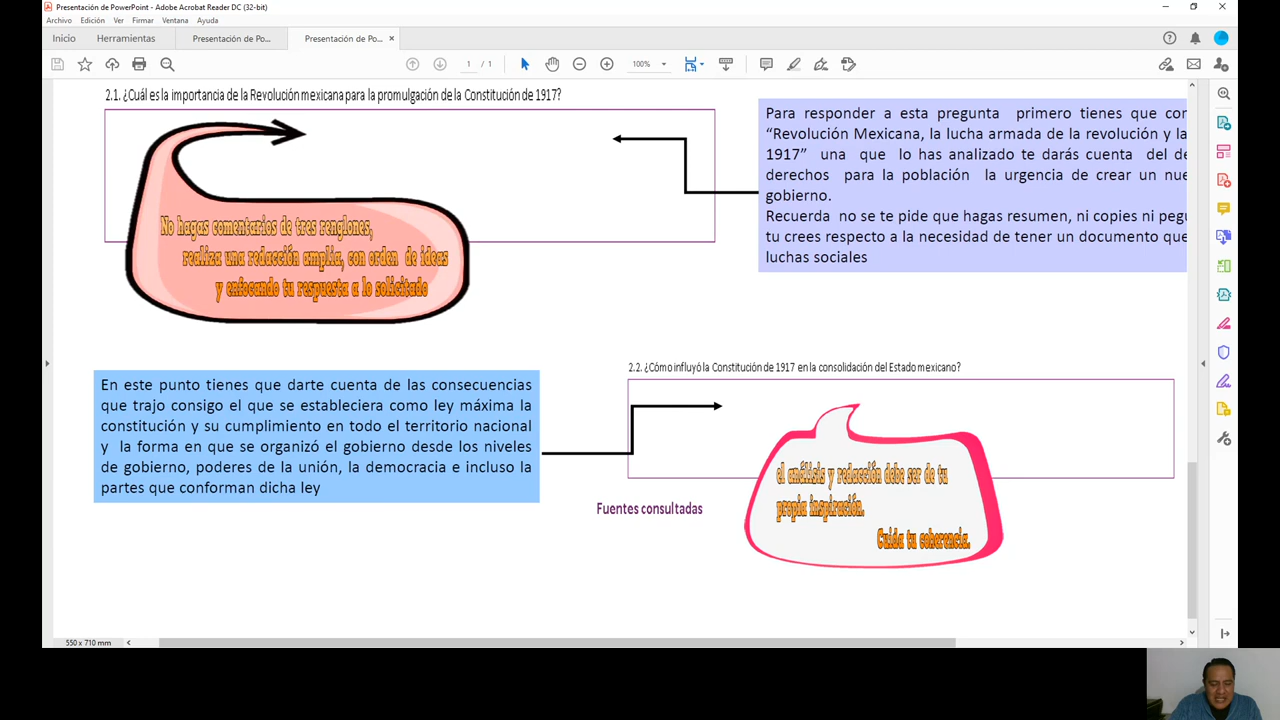 Presentación de PowerPoint - Adobe Acrobat Reader DC (32-bit)
Archivo Edición Ver Firmar Ventana Ayuda
Inicio Herramientas Presentación de Po... Presentación de Po... ×
1 / 1 100%
2.1. ¿Cuál es la importancia de la Revolución mexicana para la promulgación de la Constitución de 1917?
No hagas comentarios de tres renglones,
realiza una redacción amplia, con orden de ideas
y enfocando tu respuesta a lo solicitado
Para responder a esta pregunta primero tienes que con
“Revolución Mexicana, la lucha armada de la revolución y la
1917” una que lo has analizado te darás cuenta del de
derechos para la población la urgencia de crear un nue
gobierno.
Recuerda no se te pide que hagas resumen, ni copies ni pegu
tu crees respecto a la necesidad de tener un documento que
luchas sociales
2.2. ¿Cómo influyó la Constitución de 1917 en la consolidación del Estado mexicano?
En este punto tienes que darte cuenta de las consecuencias
que trajo consigo el que se estableciera como ley máxima la
constitución y su cumplimiento en todo el territorio nacional
y la forma en que se organizó el gobierno desde los niveles
de gobierno, poderes de la unión, la democracia e incluso la
partes que conforman dicha ley
el análisis y redacción debe ser de tu
propia inspiración.
Cuida tu coherencia.
Fuentes consultadas
550 x 710 mm